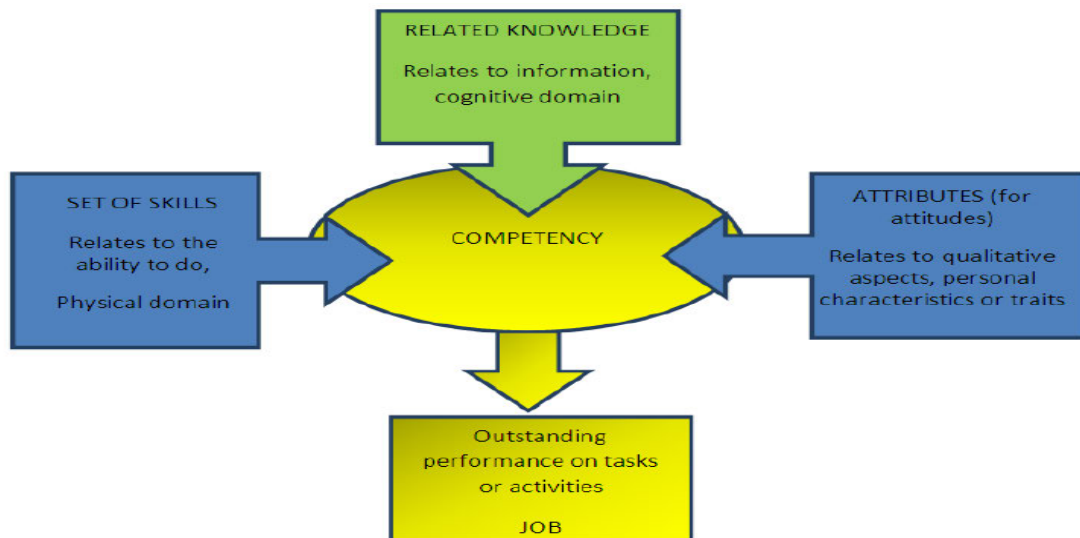 RELATED KNOWLEDGE
Relates to information,
cognitive domain
SET OF SKILLS
Relates to the
ability to do,
Physical domain
COMPETENCY
ATTRIBUTES (for
attitudes)
Relates to qualitative
aspects, personal
characteristics or traits
Outstanding
performance on tasks
or activities
JOB